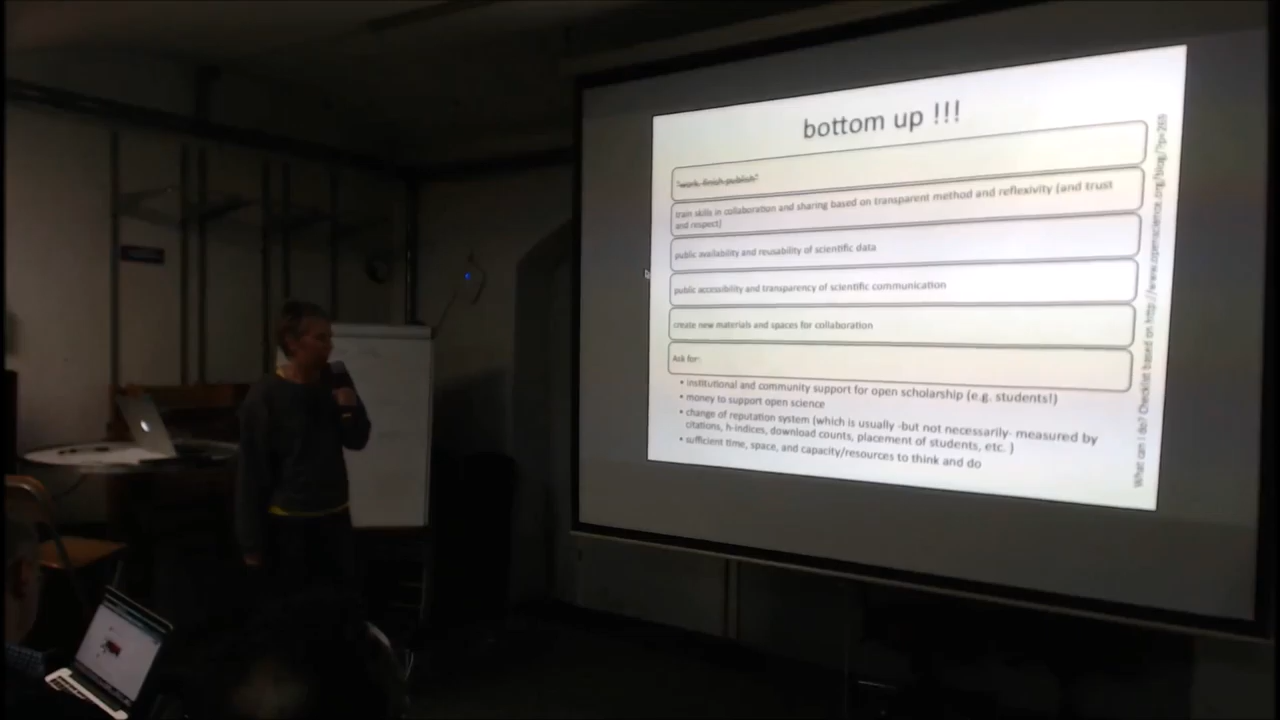 bottom up !!!
"work, finish publish"
train skills in collaboration and sharing based on transparent method and reflexivity (and trust
and respect)
public availability and reusability of scientific data
public accessibility and transparency of scientific communication
create new materials and spaces for collaboration
Ask for:
• institutional and community support for open scholarship (e.g. students!)
• money to support open science
• change of reputation system (which is usually -but not necessarily- measured by
citations, h-indices, download counts, placement of students, etc. )
• sufficient time, space, and capacity/resources to think and do
What can I do? Checklist based on http://www.openscience.org/blog/?p=269